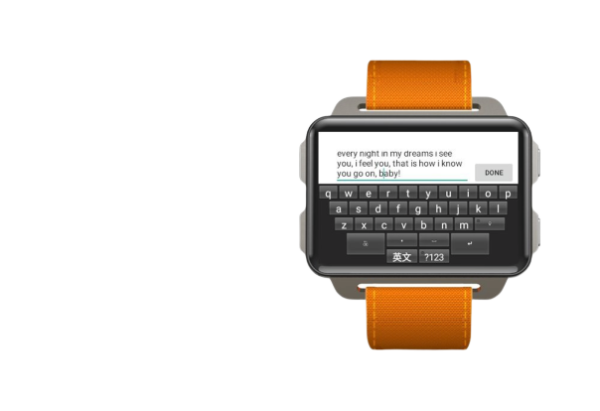 every night in my dreams i see
you, i feel you, that is how i know
you go on, baby!
DONE
q w e r t y u i o p
a s d f g h j k l
z x c v b n m
英文 ?123